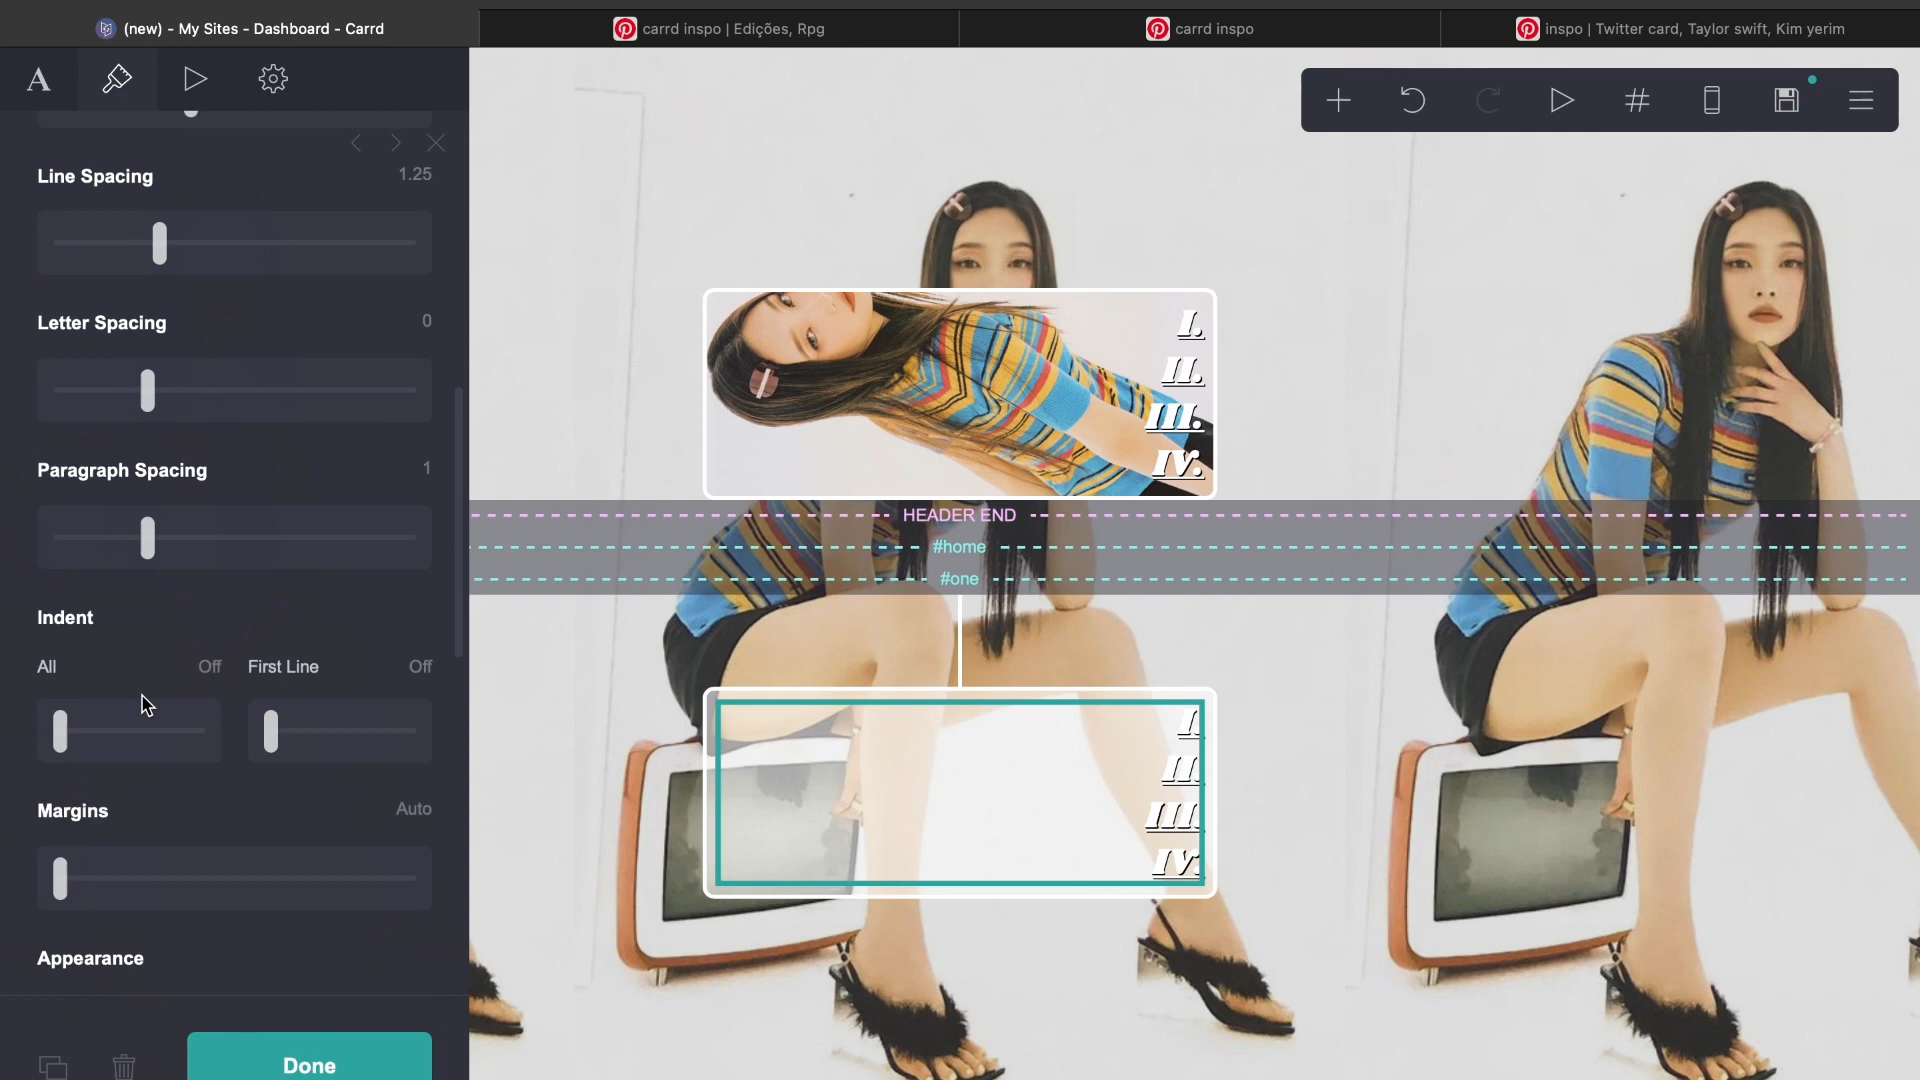 (new) - My Sites - Dashboard - Carrd
carrd inspo | Edições, Rpg
carrd inspo
inspo | Twitter card, Taylor swift, Kim yerim
A
Line Spacing
1.25
Letter Spacing
0
Paragraph Spacing
1
Indent
All
Off
First Line
Off
Margins
Auto
Appearance
Done
I.
II.
III.
IV.
HEADER END
#home
#one
I.
II.
III.
IV.